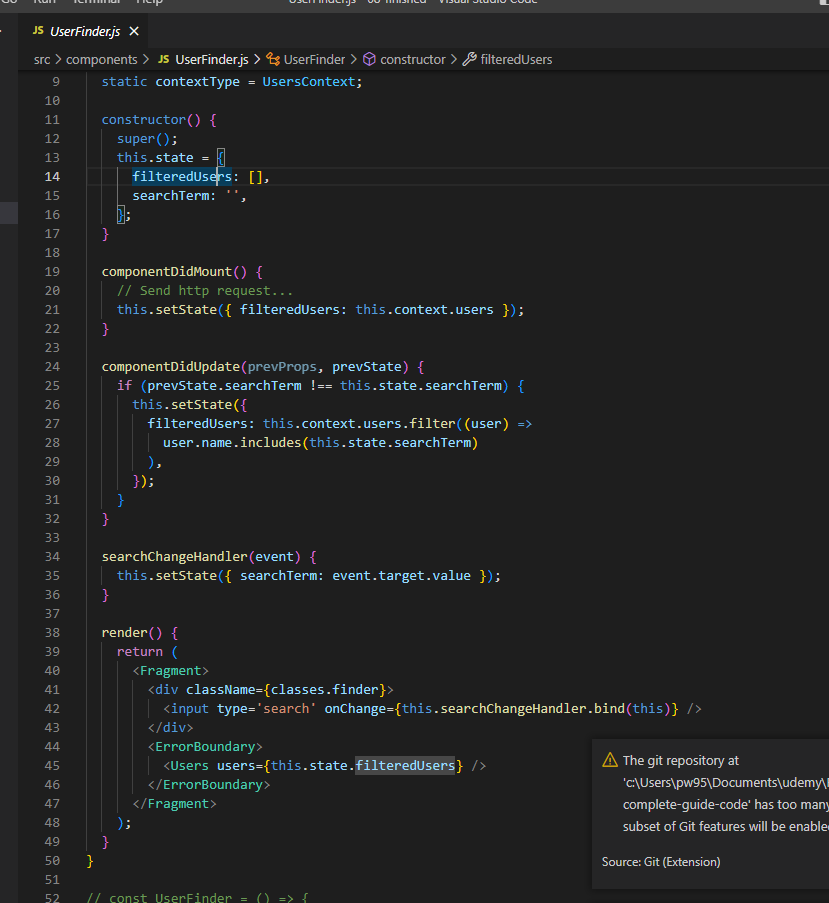 Go Run Terminal Help UserFinder.js - 08-finished - Visual Studio Code
JS UserFinder.js ×
src > components > JS UserFinder.js > UserFinder > constructor > filteredUsers
9 static contextType = UsersContext;
10
11 constructor() {
12 super();
13 this.state = {
14 filteredUsers: [],
15 searchTerm: '',
16 };
17 }
18
19 componentDidMount() {
20 // Send http request...
21 this.setState({ filteredUsers: this.context.users });
22 }
23
24 componentDidUpdate(prevProps, prevState) {
25 if (prevState.searchTerm !== this.state.searchTerm) {
26 this.setState({
27 filteredUsers: this.context.users.filter((user) =>
28 user.name.includes(this.state.searchTerm)
29 ),
30 });
31 }
32 }
33
34 searchChangeHandler(event) {
35 this.setState({ searchTerm: event.target.value });
36 }
37
38 render() {
39 return (
40 <Fragment>
41 <div className={classes.finder}>
42 <input type='search' onChange={this.searchChangeHandler.bind(this)} />
43 </div>
44 <ErrorBoundary>
45 <Users users={this.state.filteredUsers} />
46 </ErrorBoundary>
47 </Fragment>
48 );
49 }
50 }
51
52 // const UserFinder = () => {
The git repository at
'c:\Users\pw95\Documents\udemy\
complete-guide-code' has too many
subset of Git features will be enable
Source: Git (Extension)